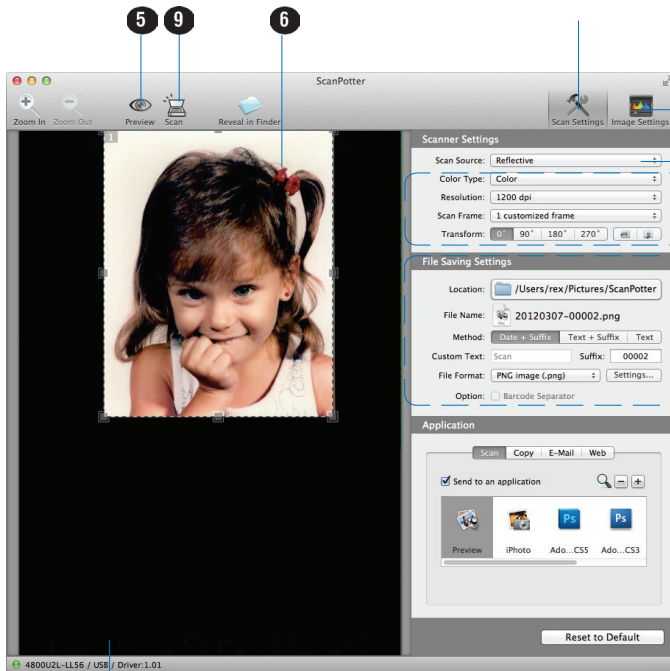 5 9 6
ScanPotter
Zoom In Zoom Out Preview Scan Reveal in Finder Scan Settings Image Settings
1
Scanner Settings
Scan Source: Reflective
Color Type: Color
Resolution: 1200 dpi
Scan Frame: 1 customized frame
Transform: 0° 90° 180° 270°
File Saving Settings
Location: /Users/rex/Pictures/ScanPotter
File Name: 20120307-00002.png
Method: Date + Suffix Text + Suffix Text
Custom Text: Scan Suffix: 00002
File Format: PNG image (.png) Settings...
Option: Barcode Separator
Application
Scan Copy E-Mail Web
Send to an application
Ps Ps
Preview iPhoto Ado...CS5 Ado...CS3
Reset to Default
4800U2L-LL56 / USB / Driver:1.01